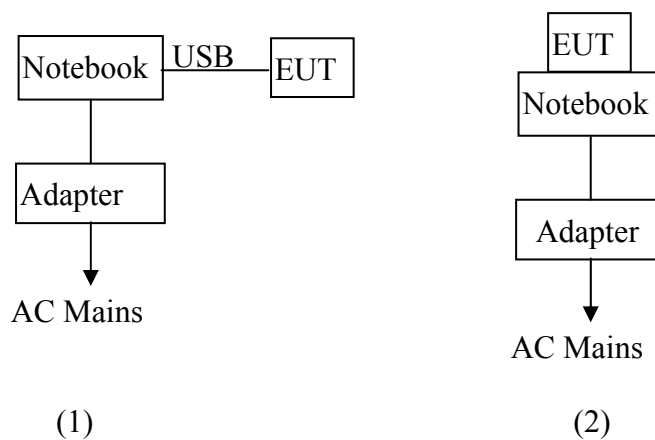 Notebook
USB
EUT
Adapter
AC Mains
(1)
EUT
Notebook
Adapter
AC Mains
(2)